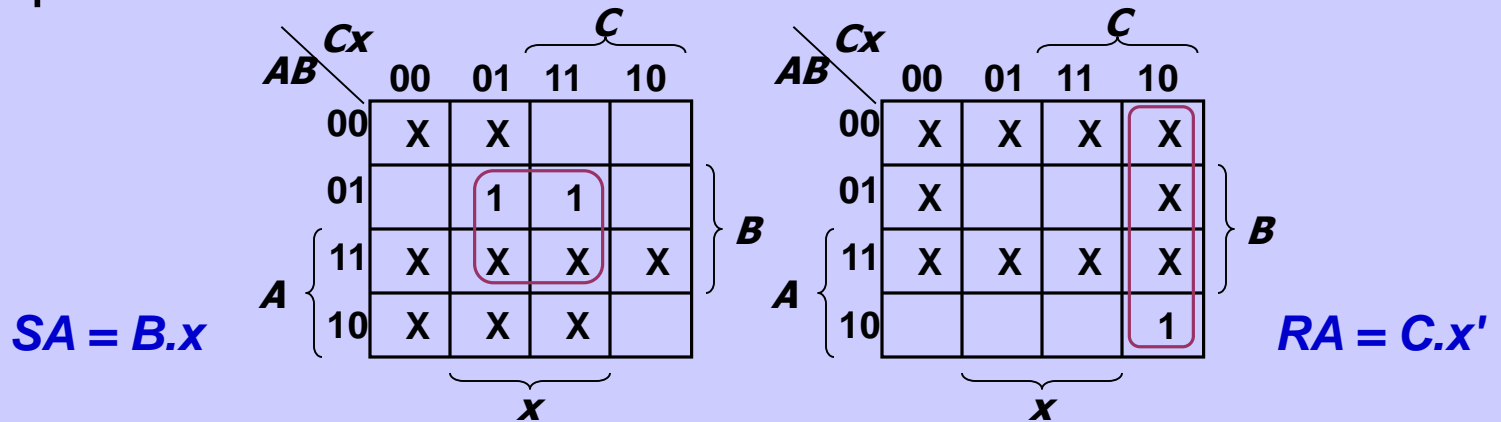 C C
Cx Cx
AB 00 01 11 10 AB 00 01 11 10
00 X X 00 X X X X
01 1 1 01 X X
B B
11 X X X X 11 X X X X
A A
SA = B.x 10 X X X 10 1 RA = C.x'
x x